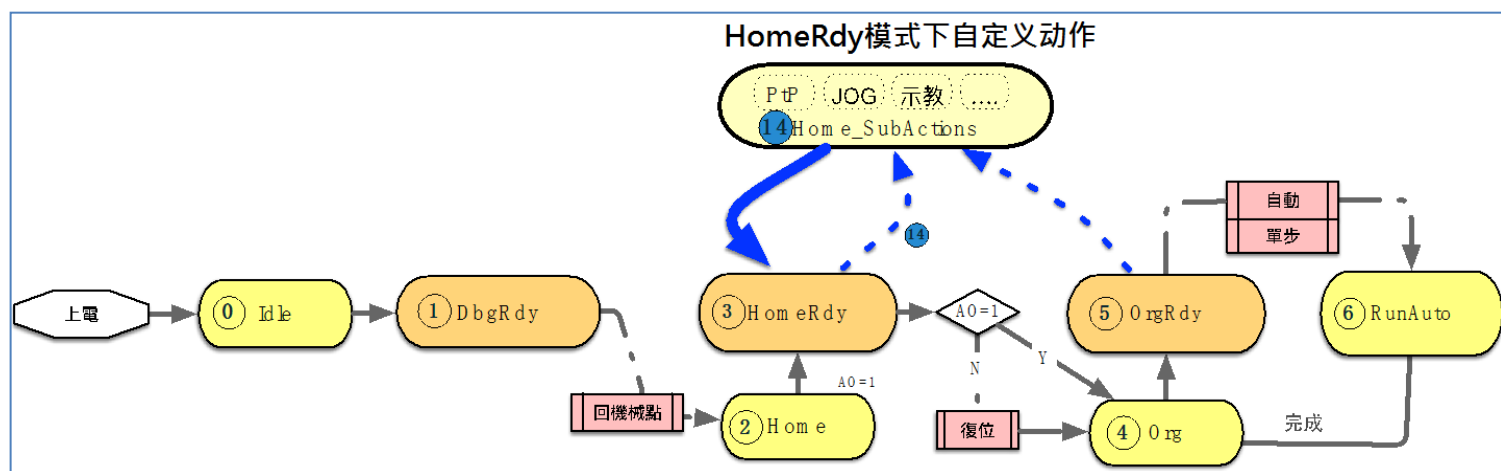 HomeRdy模式下自定义动作
PtP JOG 示教 ....
14 Home_SubActions
14
自動
單步
上電
0 Idle
1 DbgRdy
3 HomeRdy
A0=1
5 OrgRdy
6 RunAuto
N
Y
A0=1
回機械點
2 Home
復位
4 Org
完成